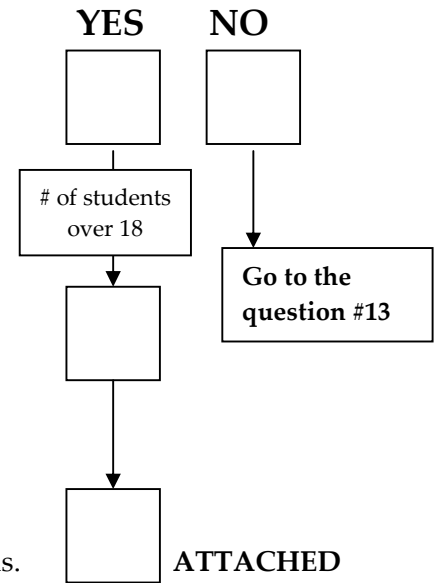 YES NO
# of students
over 18
Go to the
question #13
ATTACHED